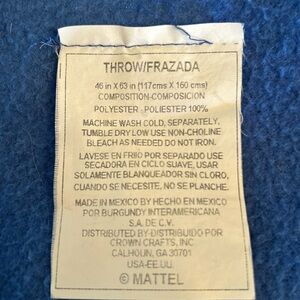 THROW/FRAZADA
46 in X 63 in (117cms X 160 cms)
COMPOSITION-COMPOSICION
POLYESTER POLIESTER 100%
MACHINE WASH COLD, SEPARATELY,
TUMBLE DRY LOW USE NON-CHOLINE
BLEACH AS NEEDED DO NOT IRON.
LAVESE EN FRIO POR SEPARADO USE
SECADORA EN CICLO SUAVE, USAR
SOLAMENTE BLANQUEADOR SIN CLORO,
CUANDO SE NECESITE, NO SE PLANCHE.
MADE IN MEXICO BY HECHO EN MEXICO
POR BURGUNDY INTERAMERICANA
S.A. DE C.V.
DISTRIBUTED BY-DISTRIBUIDO POR
CROWN CRAFTS, INC
CALHOUN, GA 30701
USA-EE.UU.
© MATTEL